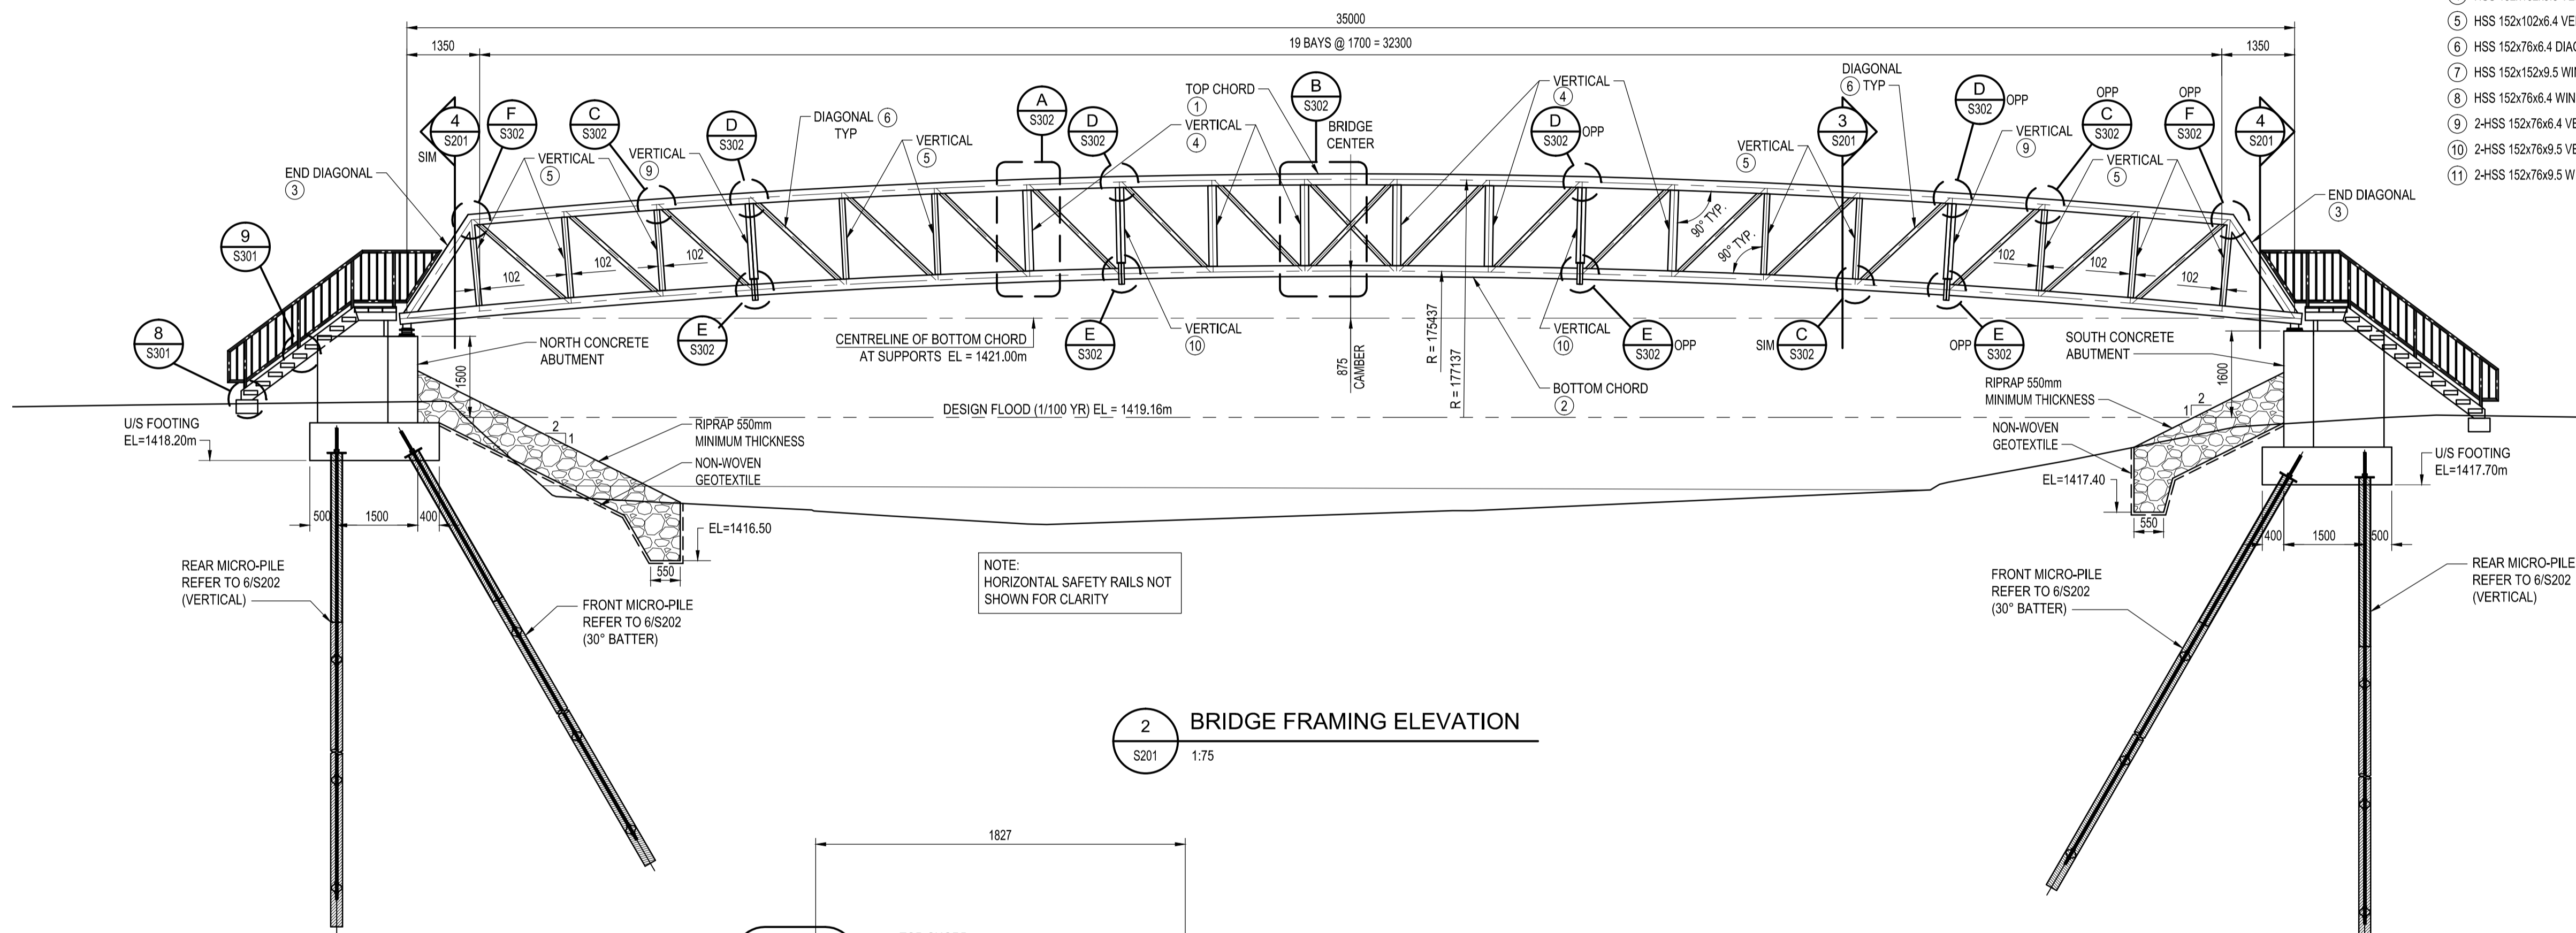 35000
1350
19 BAYS @ 1700 = 32300
1350
5 HSS 152x102x6.4
6 HSS 152x76x6.4
7 HSS 152x152x9.5
8 HSS 152x76x6.4
9 2-HSS 152x76x6.4
10 2-HSS 152x76x9.5
11 2-HSS 152x76x9.5
4
S201
SIM
F
S302
C
S302
D
S302
DIAGONAL 6
TYP
A
S302
D
S302
TOP CHORD
1
VERTICAL
4
B
S302
BRIDGE
CENTER
VERTICAL
4
D
S302
OPP
DIAGONAL
6 TYP
3
S201
D
S302
OPP
OPP
C
S302
OPP
F
S302
4
S201
END DIAGONAL
3
VERTICAL
5
VERTICAL
9
VERTICAL
5
VERTICAL
5
VERTICAL
9
VERTICAL
5
END DIAGONAL
3
90° TYP.
90° TYP.
9
S301
8
S301
102
102
102
102
102
102
E
S302
CENTRELINE OF BOTTOM CHORD
AT SUPPORTS EL = 1421.00m
E
S302
VERTICAL
10
875
CAMBER
R = 175437
R = 177137
VERTICAL
10
E
S302
OPP
SIM
C
S302
OPP
E
S302
BOTTOM CHORD
2
NORTH CONCRETE
ABUTMENT
1500
SOUTH CONCRETE
ABUTMENT
1600
DESIGN FLOOD (1/100 YR) EL = 1419.16m
U/S FOOTING
EL=1418.20m
2
1
RIPRAP 550mm
MINIMUM THICKNESS
NON-WOVEN
GEOTEXTILE
RIPRAP 550mm
MINIMUM THICKNESS
2
1
NON-WOVEN
GEOTEXTILE
U/S FOOTING
EL=1417.70m
EL=1417.40
500
1500
400
EL=1416.50
550
550
400
1500
500
NOTE:
HORIZONTAL SAFETY RAILS NOT
SHOWN FOR CLARITY
REAR MICRO-PILE
REFER TO 6/S202
(VERTICAL)
FRONT MICRO-PILE
REFER TO 6/S202
(30° BATTER)
FRONT MICRO-PILE
REFER TO 6/S202
(30° BATTER)
REAR MICRO-PILE
REFER TO 6/S202
(VERTICAL)
2
S201
BRIDGE FRAMING ELEVATION
1:75
1827